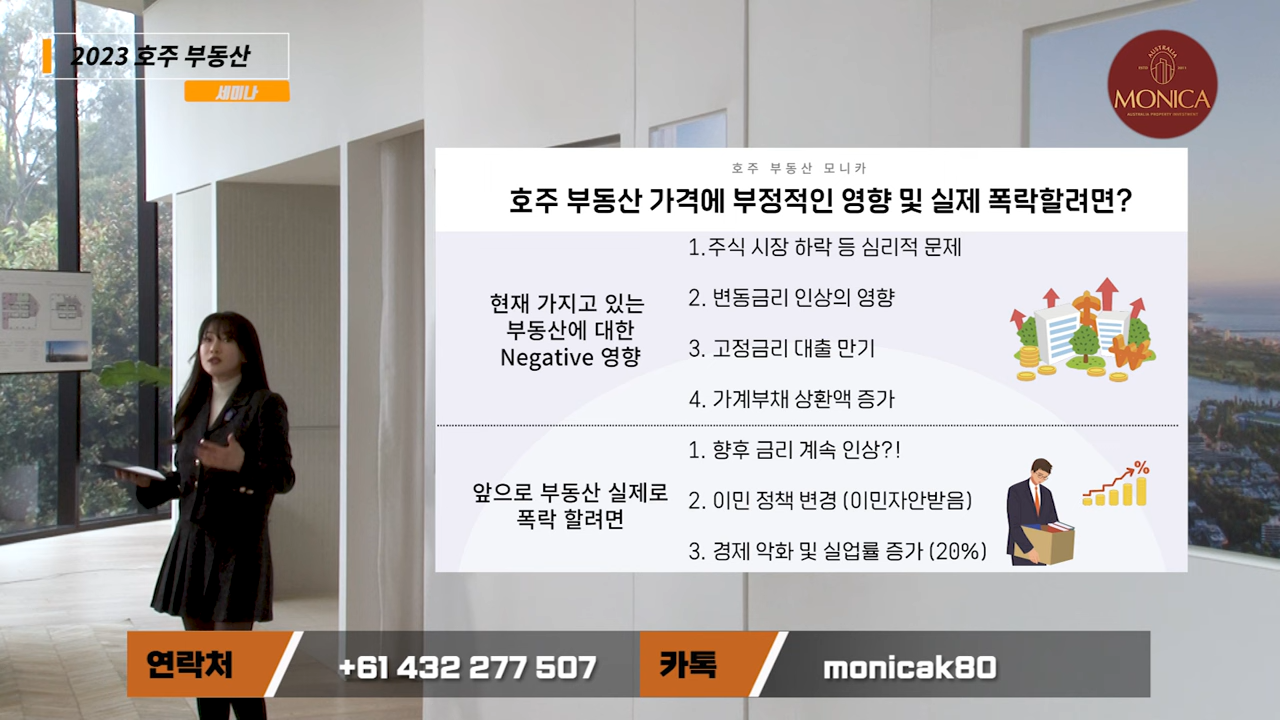 2023 호주 부동산
세미나
AUSTRALIA
MONICA
AUSTRALIA PROPERTY INVESTMENT
호주 부동산 모니카
호주 부동산 가격에 부정적인 영향 및 실제 폭락할려면?
현재 가지고 있는
부동산에 대한
Negative 영향
1.주식 시장 하락 등 심리적 문제
2. 변동금리 인상의 영향
3. 고정금리 대출 만기
4. 가계부채 상환액 증가
앞으로 부동산 실제로
폭락 할려면
1. 향후 금리 계속 인상?!
2. 이민 정책 변경 (이민자안받음)
3. 경제 악화 및 실업률 증가 (20%)
%
연락처
+61 432 277 507
카톡
monicak80